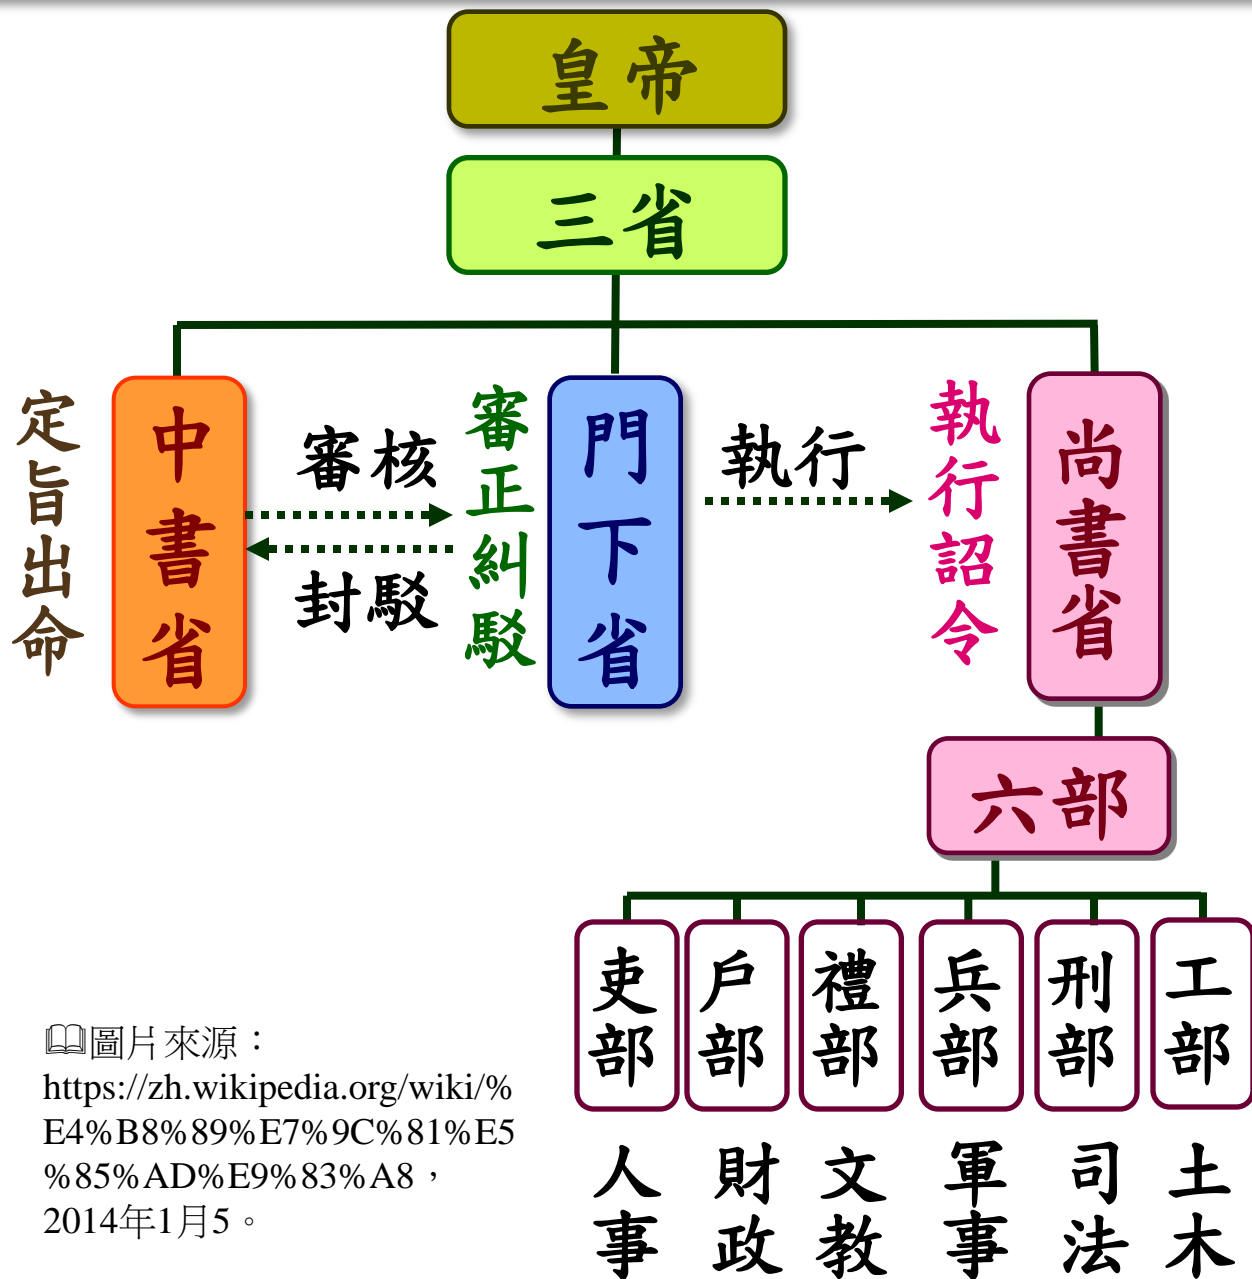 皇帝
三省
定旨出命
中書省
審核
封駁
審正糾駁
門下省
執行
執行詔令
尚書省
六部
吏部
戶部
禮部
兵部
刑部
工部
人事
財政
文教
軍事
司法
土木
🕮圖片來源：
https://zh.wikipedia.org/wiki/%
E4%B8%89%E7%9C%81%E5
%85%AD%E9%83%A8，
2014年1月5。